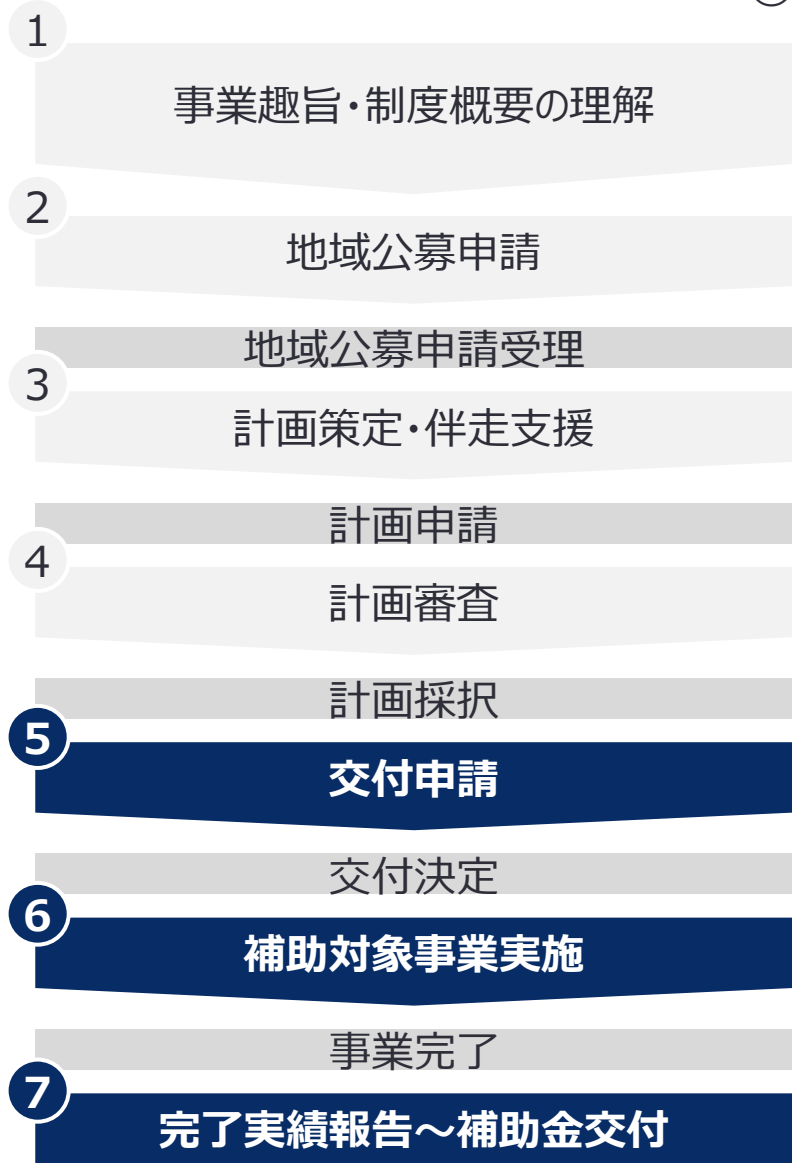 1
事業趣旨・制度概要の理解
2
地域公募申請
地域公募申請受理
3
計画策定・伴走支援
計画申請
4
計画審査
計画採択
5
交付申請
交付決定
6
補助対象事業実施
事業完了
7
完了実績報告～補助金交付